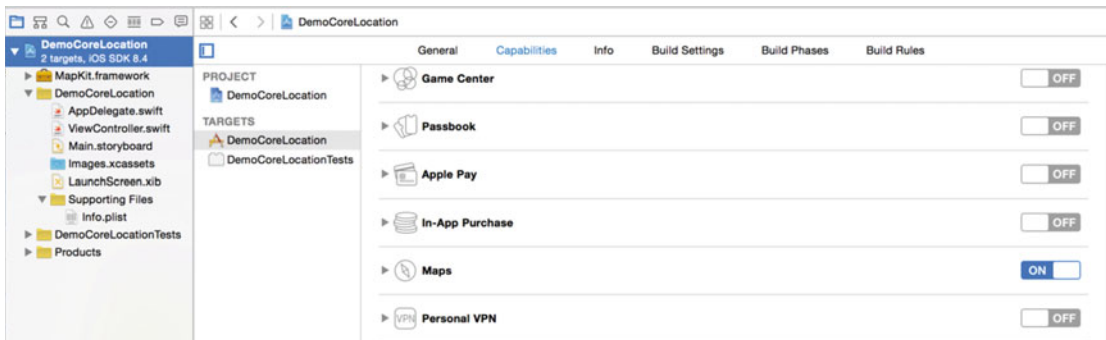 DemoCoreLocation
DemoCoreLocation
2 targets, iOS SDK 8.4
MapKit.framework
DemoCoreLocation
AppDelegate.swift
ViewController.swift
Main.storyboard
Images.xcassets
LaunchScreen.xib
Supporting Files
Info.plist
DemoCoreLocationTests
Products
General Capabilities Info Build Settings Build Phases Build Rules
PROJECT
DemoCoreLocation
TARGETS
DemoCoreLocation
DemoCoreLocationTests
Game Center OFF
Passbook OFF
Apple Pay OFF
In-App Purchase OFF
Maps ON
VPN Personal VPN OFF